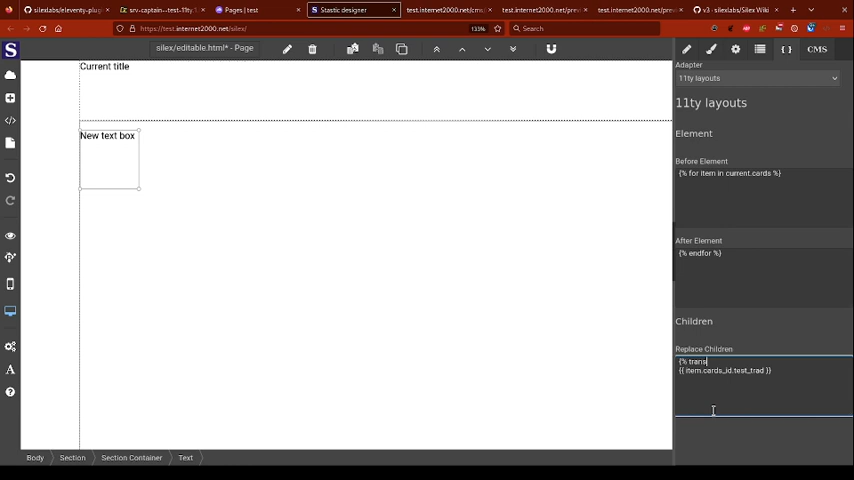 silexlabs/eleventy-plug
srv-captain--test-11ty
Pages | test
Stastic designer
test.internet2000.net/cm
test.internet2000.net/prev
test.internet2000.net/prev
v3 · silexlabs/Silex Wiki
https://test.internet2000.net/silex/
133%
Search
silex/editable.html* - Page
CMS
Current title
New text box
Adapter
11ty layouts
11ty layouts
Element
Before Element
{% for item in current.cards %}
After Element
{% endfor %}
Children
Replace Children
{% trans
{{ item.cards_id.test_trad }}
Body
Section
Section Container
Text